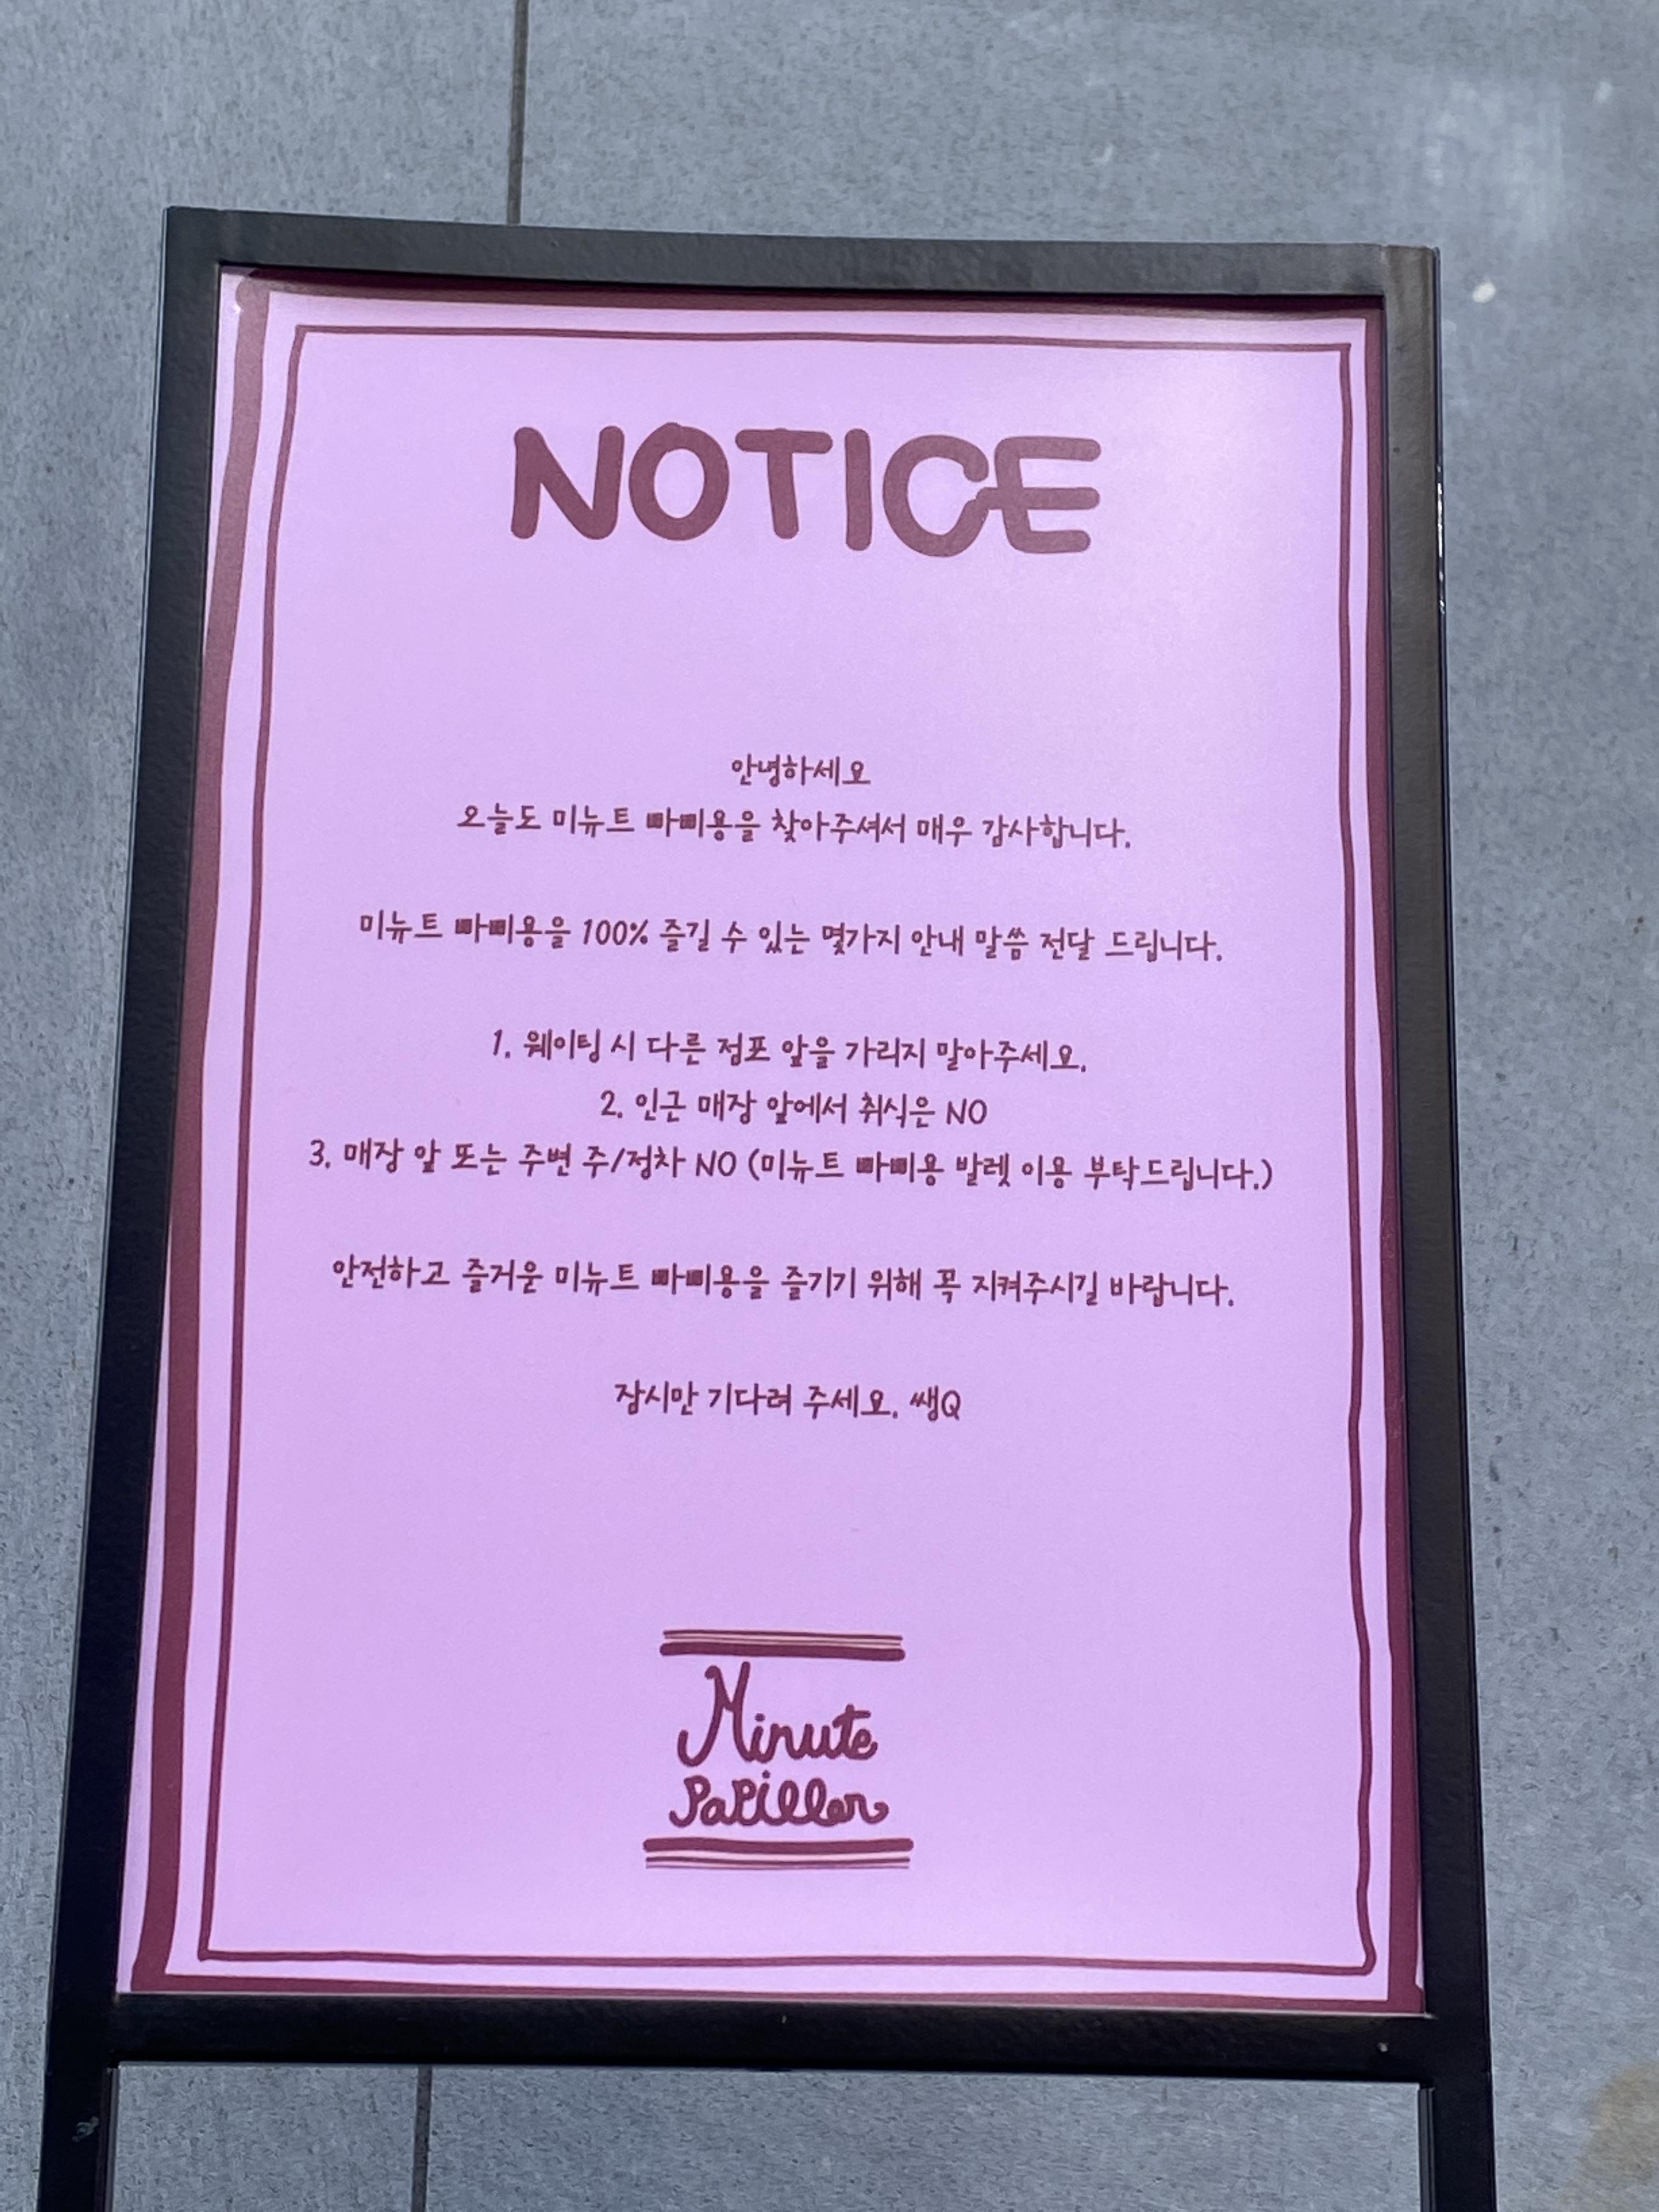 NOTICE
안녕하세요
오늘도 미뉴트 빠삐용을 찾아주셔서 매우 감사합니다.
미뉴트 빠삐용을 100% 즐길 수 있는 몇가지 안내 말씀 전달 드립니다.
1. 웨이팅 시 다른 점포 앞을 가리지 말아주세요.
2. 인근 매장 앞에서 취식은 NO
3. 매장 앞 또는 주변 주/정차 NO (미뉴트 빠삐용 발렛 이용 부탁드립니다.)
안전하고 즐거운 미뉴트 빠삐용을 즐기기 위해 꼭 지켜주시길 바랍니다.
잠시만 기다려 주세요. 쌩Q
Minute
PaPillon